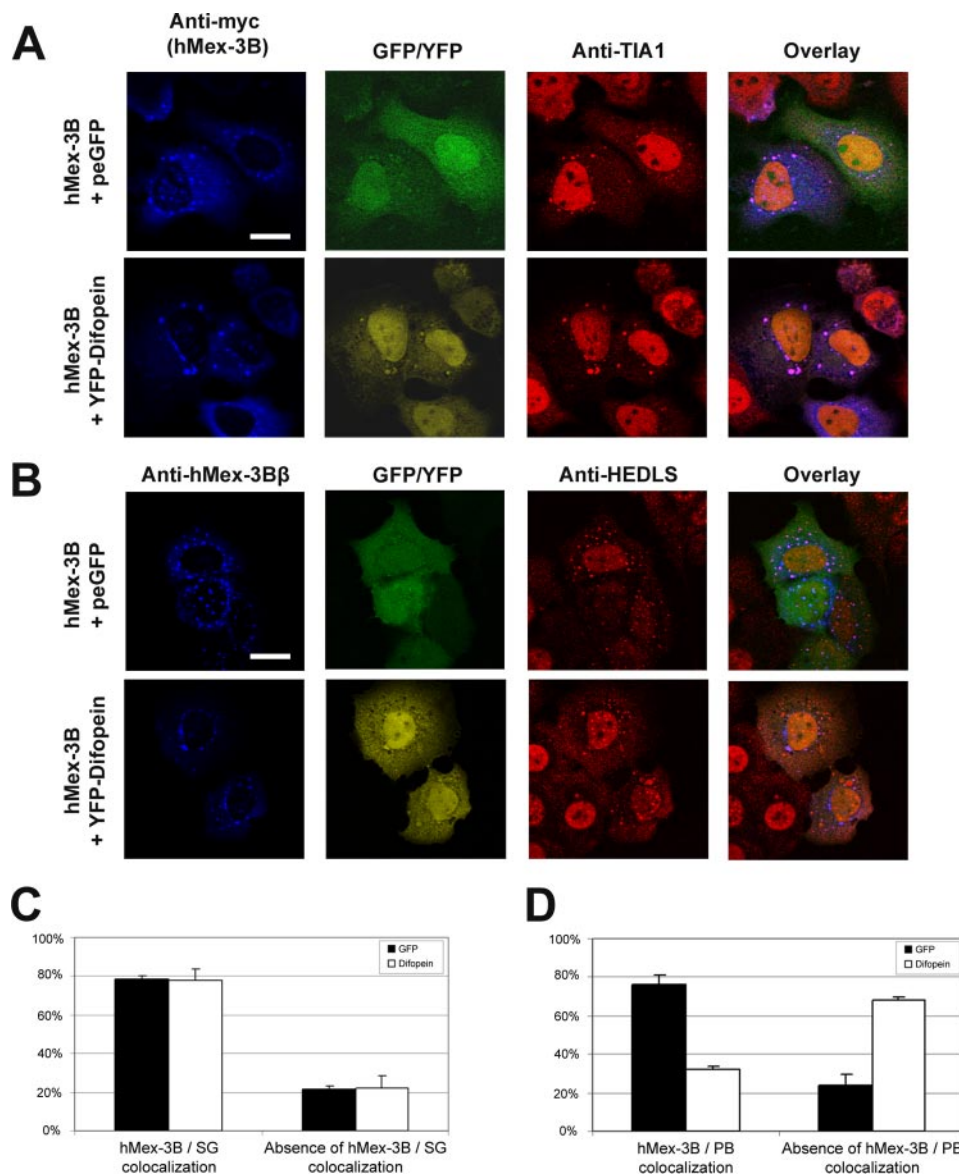 A
Anti-myc
(hMex-3B)
GFP/YFP
Anti-TIA1
Overlay
hMex-3B
+ peGFP
hMex-3B
+ YFP-Difopein
B
Anti-hMex-3Bβ
GFP/YFP
Anti-HEDLS
Overlay
hMex-3B
+ peGFP
hMex-3B
+ YFP-Difopein
C
100%
80%
60%
40%
20%
0%
GFP
Difopein
hMex-3B / SG
colocalization
Absence of hMex-3B / SG
colocalization
D
100%
80%
60%
40%
20%
0%
GFP
Difopein
hMex-3B / PB
colocalization
Absence of hMex-3B / PB
colocalization